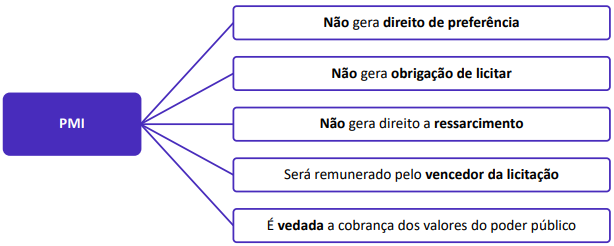 PMI
Não gera direito de preferência
Não gera obrigação de licitar
Não gera direito a ressarcimento
Será remunerado pelo vencedor da licitação
É vedada a cobrança dos valores do poder público